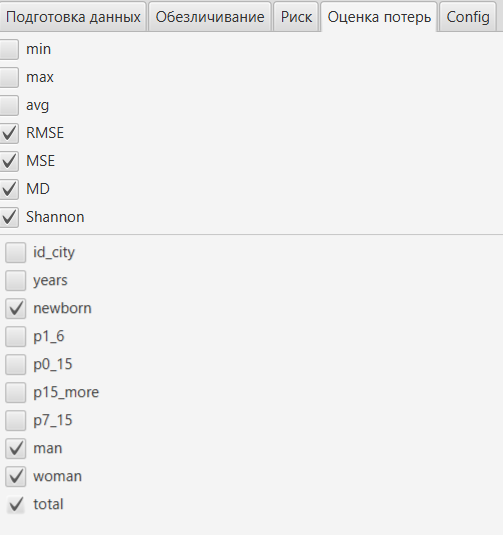 Подготовка данных Обезличивание Риск Оценка потерь Config
min
max
avg
RMSE
MSE
MD
Shannon
id_city
years
newborn
p1_6
p0_15
p15_more
p7_15
man
woman
total